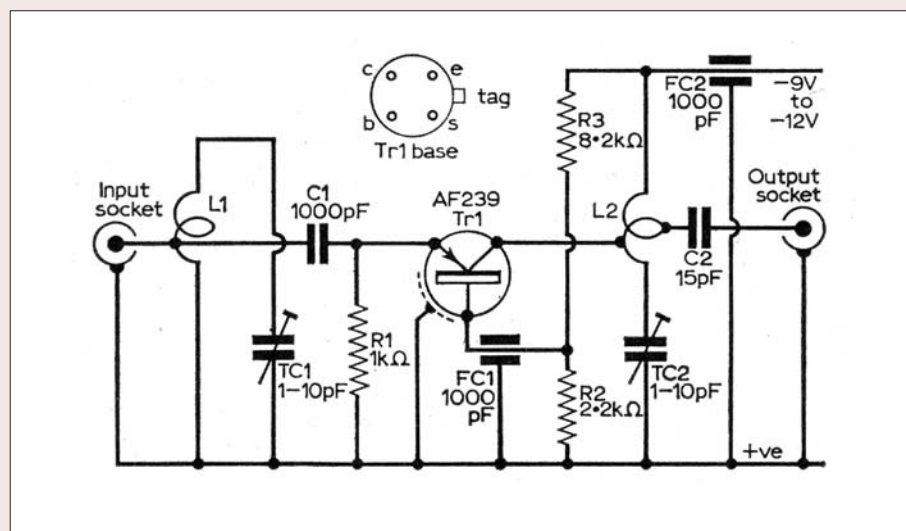 c
e
tag
b
s
Tr1 base
FC2
1000
pF
−9V
to
−12V
R3
8•2kΩ
Input
socket
L1
C1
1000pF
AF239
Tr1
L2
Output
socket
C2
15pF
TC1
1–10pF
R1
1kΩ
FC1
1000
pF
R2
2•2kΩ
TC2
1–10pF
+ve